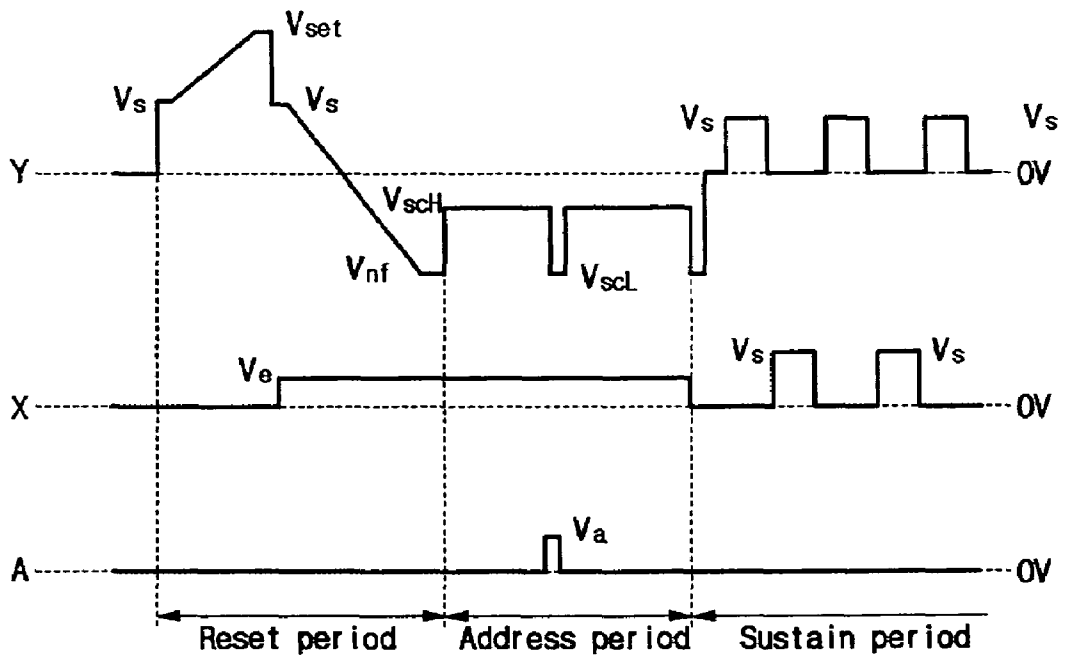 Vset
Vs Vs
Vs Vs
Y 0V
VscH
Vnf VscL
Ve Vs Vs
X 0V
Va
A 0V
Reset period Address period Sustain period